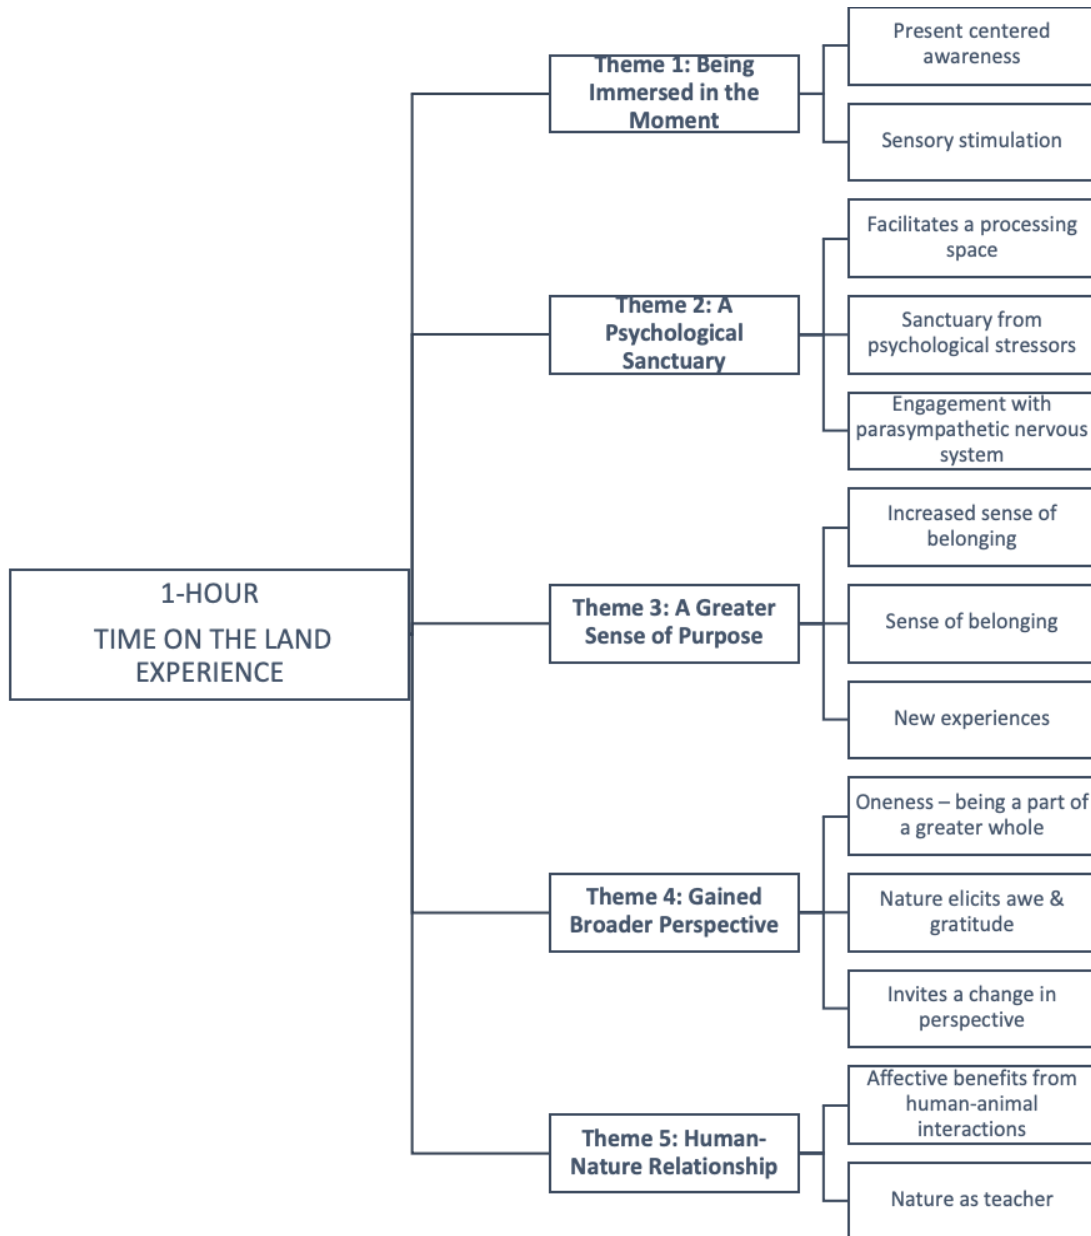 Present centered
awareness
Theme 1: Being
Immersed in the
Moment
Sensory stimulation
Facilitates a processing
space
Theme 2: A
Psychological
Sanctuary
Sanctuary from
psychological stressors
Engagement with
parasympathetic nervous
system
Increased sense of
belonging
1-HOUR
TIME ON THE LAND
EXPERIENCE
Theme 3: A Greater
Sense of Purpose
Sense of belonging
New experiences
Oneness – being a part of
a greater whole
Theme 4: Gained
Broader Perspective
Nature elicits awe &
gratitude
Invites a change in
perspective
Affective benefits from
human-animal
interactions
Theme 5: Human-
Nature Relationship
Nature as teacher